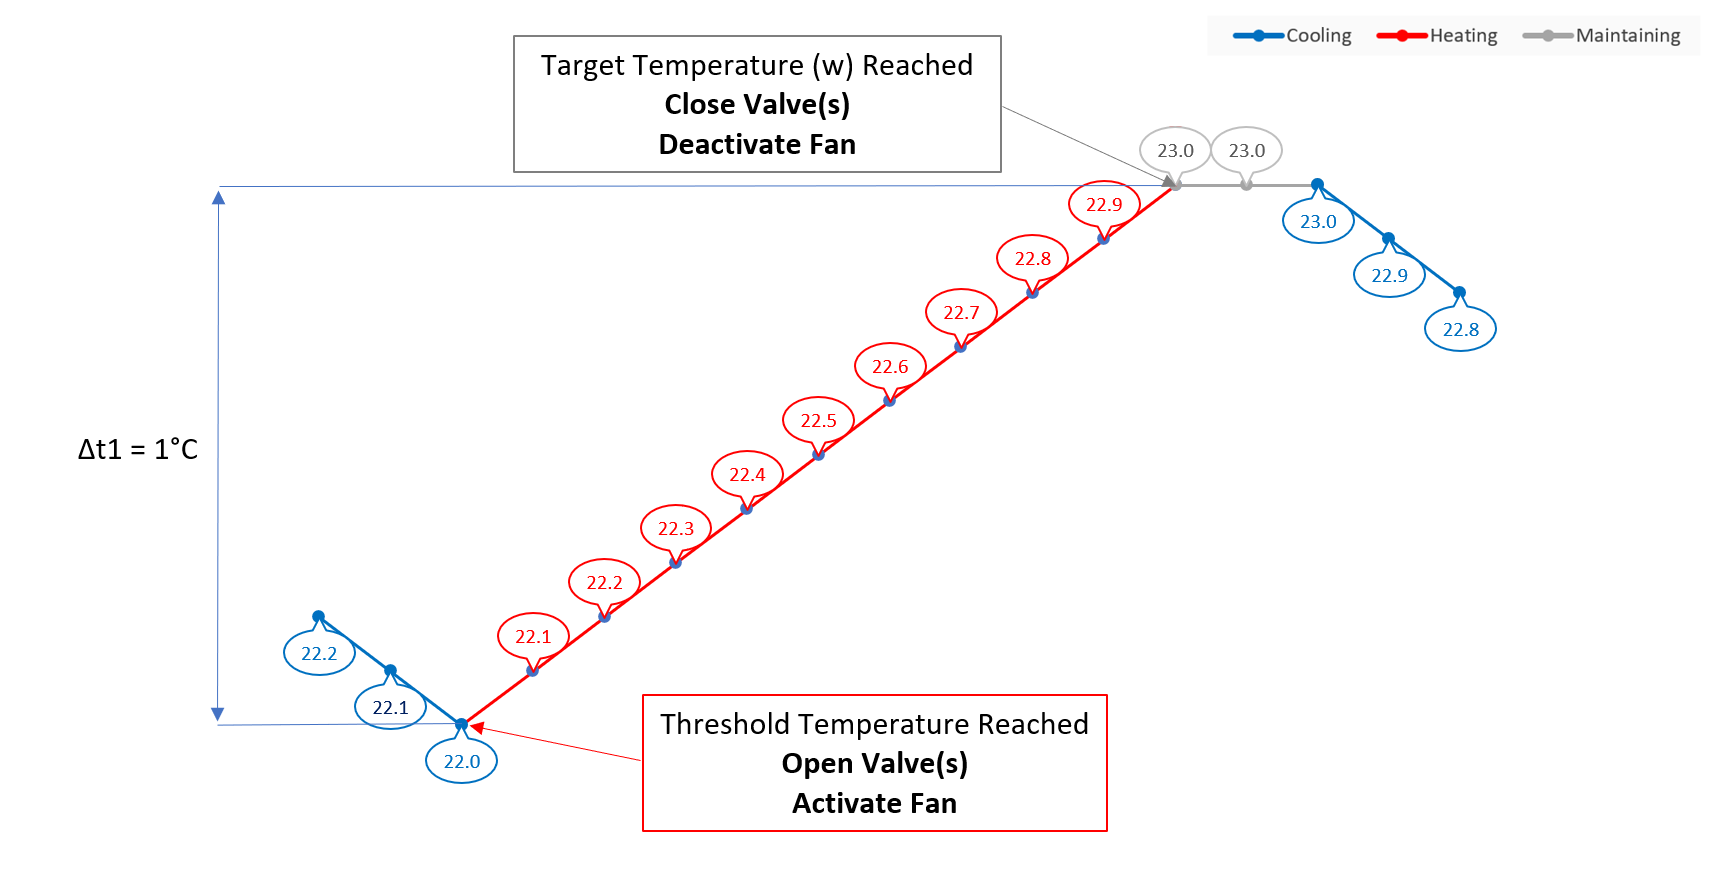 Cooling Heating Maintaining
Target Temperature (w) Reached
Close Valve(s)
Deactivate Fan
23.0 23.0
22.9
23.0
22.8
22.9
22.7
22.8
22.6
22.5
Δt1 = 1°C
22.4
22.3
22.2
22.1
22.2
22.1
22.0
Threshold Temperature Reached
Open Valve(s)
Activate Fan